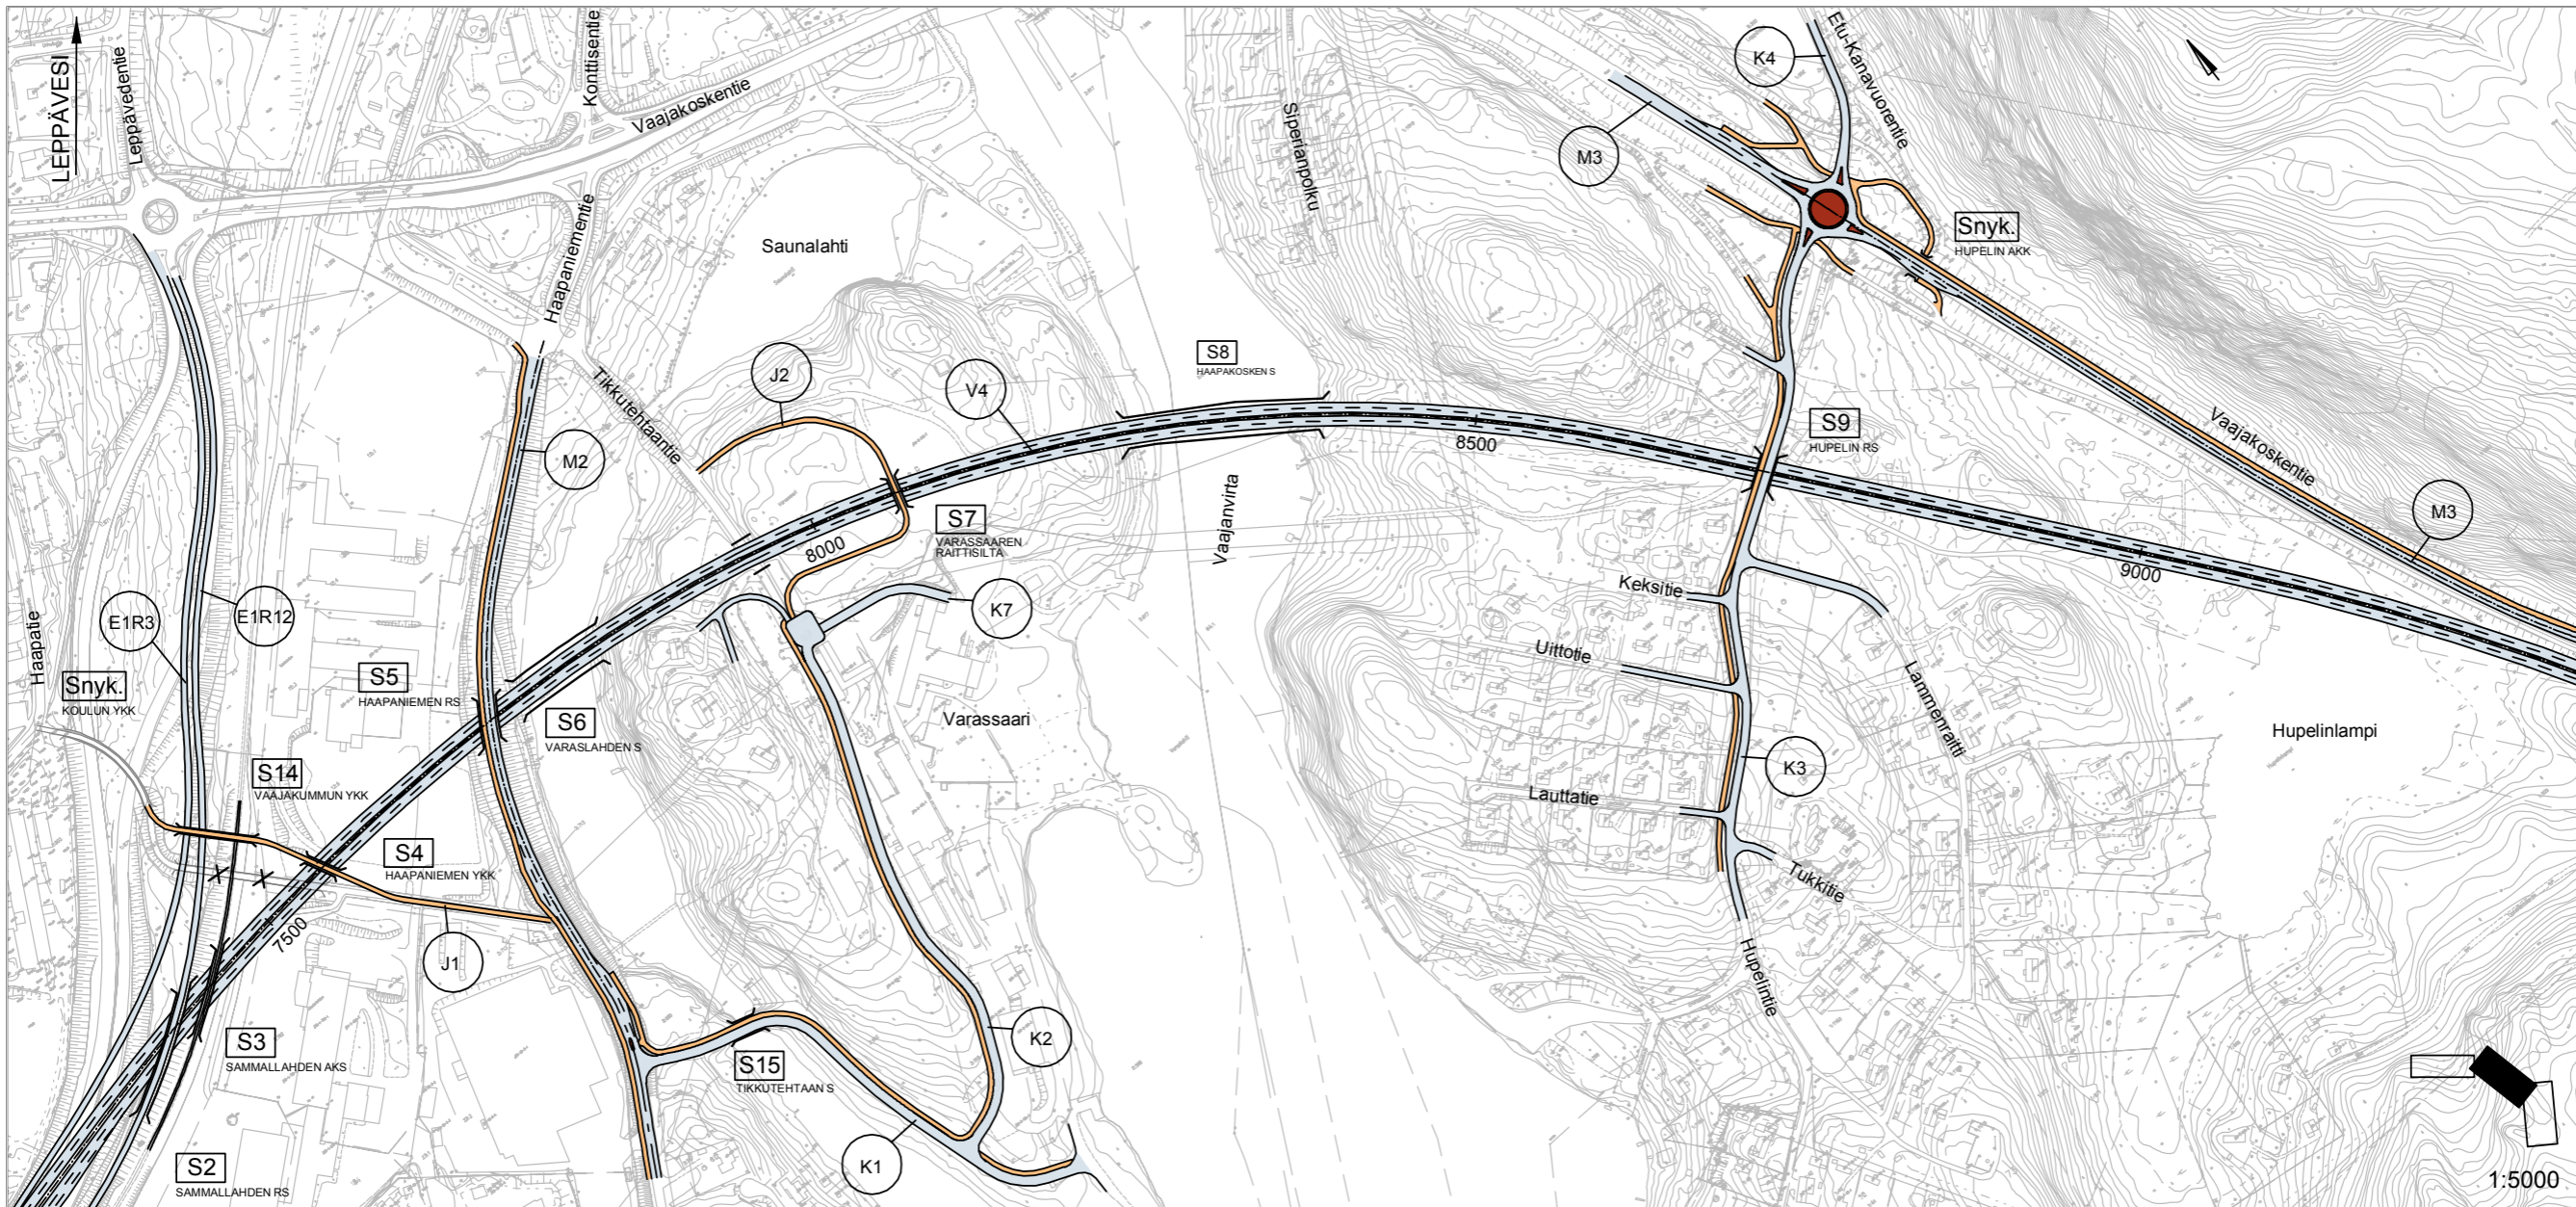 LEPPÄVESI
Leppävedentie
Konttisentie
Vaajakoskentie
Haapaniementie
Saunalahti
Siperianpolku
K4
Etu-Kanavuorentie
M3
Snyk.
HUPELIN AKK
S8
HAAPAKOSKEN S
Tikkutehtaantie
J2
V4
M2
S9
HUPELIN RS
8500
Vaajakoskentie
M3
S7
VARASSAAREN
RAITTISILTA
8000
Vaajanvirta
9000
Haapatie
E1R3
E1R12
K7
Keksitie
Uittotie
Snyk.
KOULUN YKK
S5
HAAPANIEMEN RS
S6
VARASLAHDEN S
Varassaari
Lammenraitti
Hupelinlampi
S14
VAAJAKUMMUN YKK
K3
Lauttatie
S4
HAAPANIEMEN YKK
Tukkitie
7500
J1
Hupelintie
S3
SAMMALLAHDEN AKS
S15
TIKKUTEHTAAN S
K2
K1
S2
SAMMALLAHDEN RS
1:5000